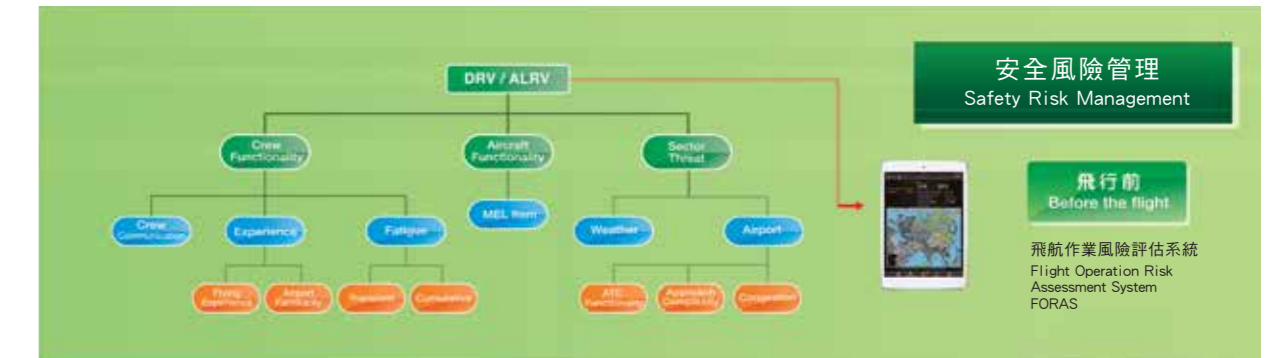 安全風險管理
Safety Risk Management
DRV / ALRV
Crew
Functionality
Aircraft
Functionality
Sector
Threat
飛行前
Before the flight
Crew
Communication
Experience
Fatigue
MEL Item
Weather
Airport
飛航作業風險評估系統
Flight Operation Risk
Assessment System
FORAS
Flying
Experience
Airport
Familiarity
Transient
Cumulative
ATC
Functionality
Approach
Complexity
Congestion